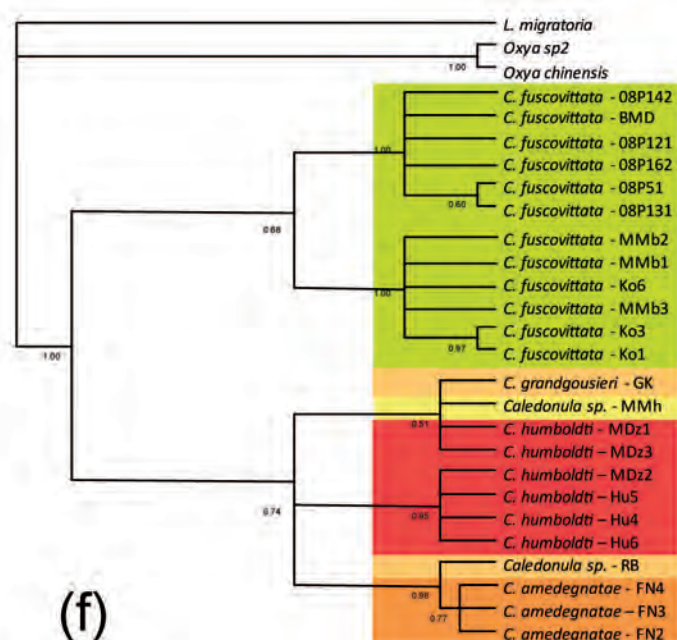 L. migratoria
Oxya sp2
1.00
Oxya chinensis
C. fuscovittata - 08P142
C. fuscovittata - BMD
C. fuscovittata - 08P121
1.00
C. fuscovittata - 08P162
C. fuscovittata - 08P51
0.60
C. fuscovittata - 08P131
0.68
C. fuscovittata - MMb2
C. fuscovittata - MMb1
C. fuscovittata - Ko6
1.00
C. fuscovittata - MMb3
C. fuscovittata - Ko3
0.97
C. fuscovittata - Ko1
1.00
C. grandgousieri - GK
Caledonula sp. - MMh
0.51
C. humboldti - MDz1
C. humboldti – MDz3
C. humboldti – MDz2
C. humboldti – Hu5
0.74
0.95
C. humboldti – Hu4
C. humboldti – Hu6
Caledonula sp. - RB
C. amedegnatae - FN4
0.98
C. amedegnatae – FN3
0.77
C. amedegnatae – FN2
(f)